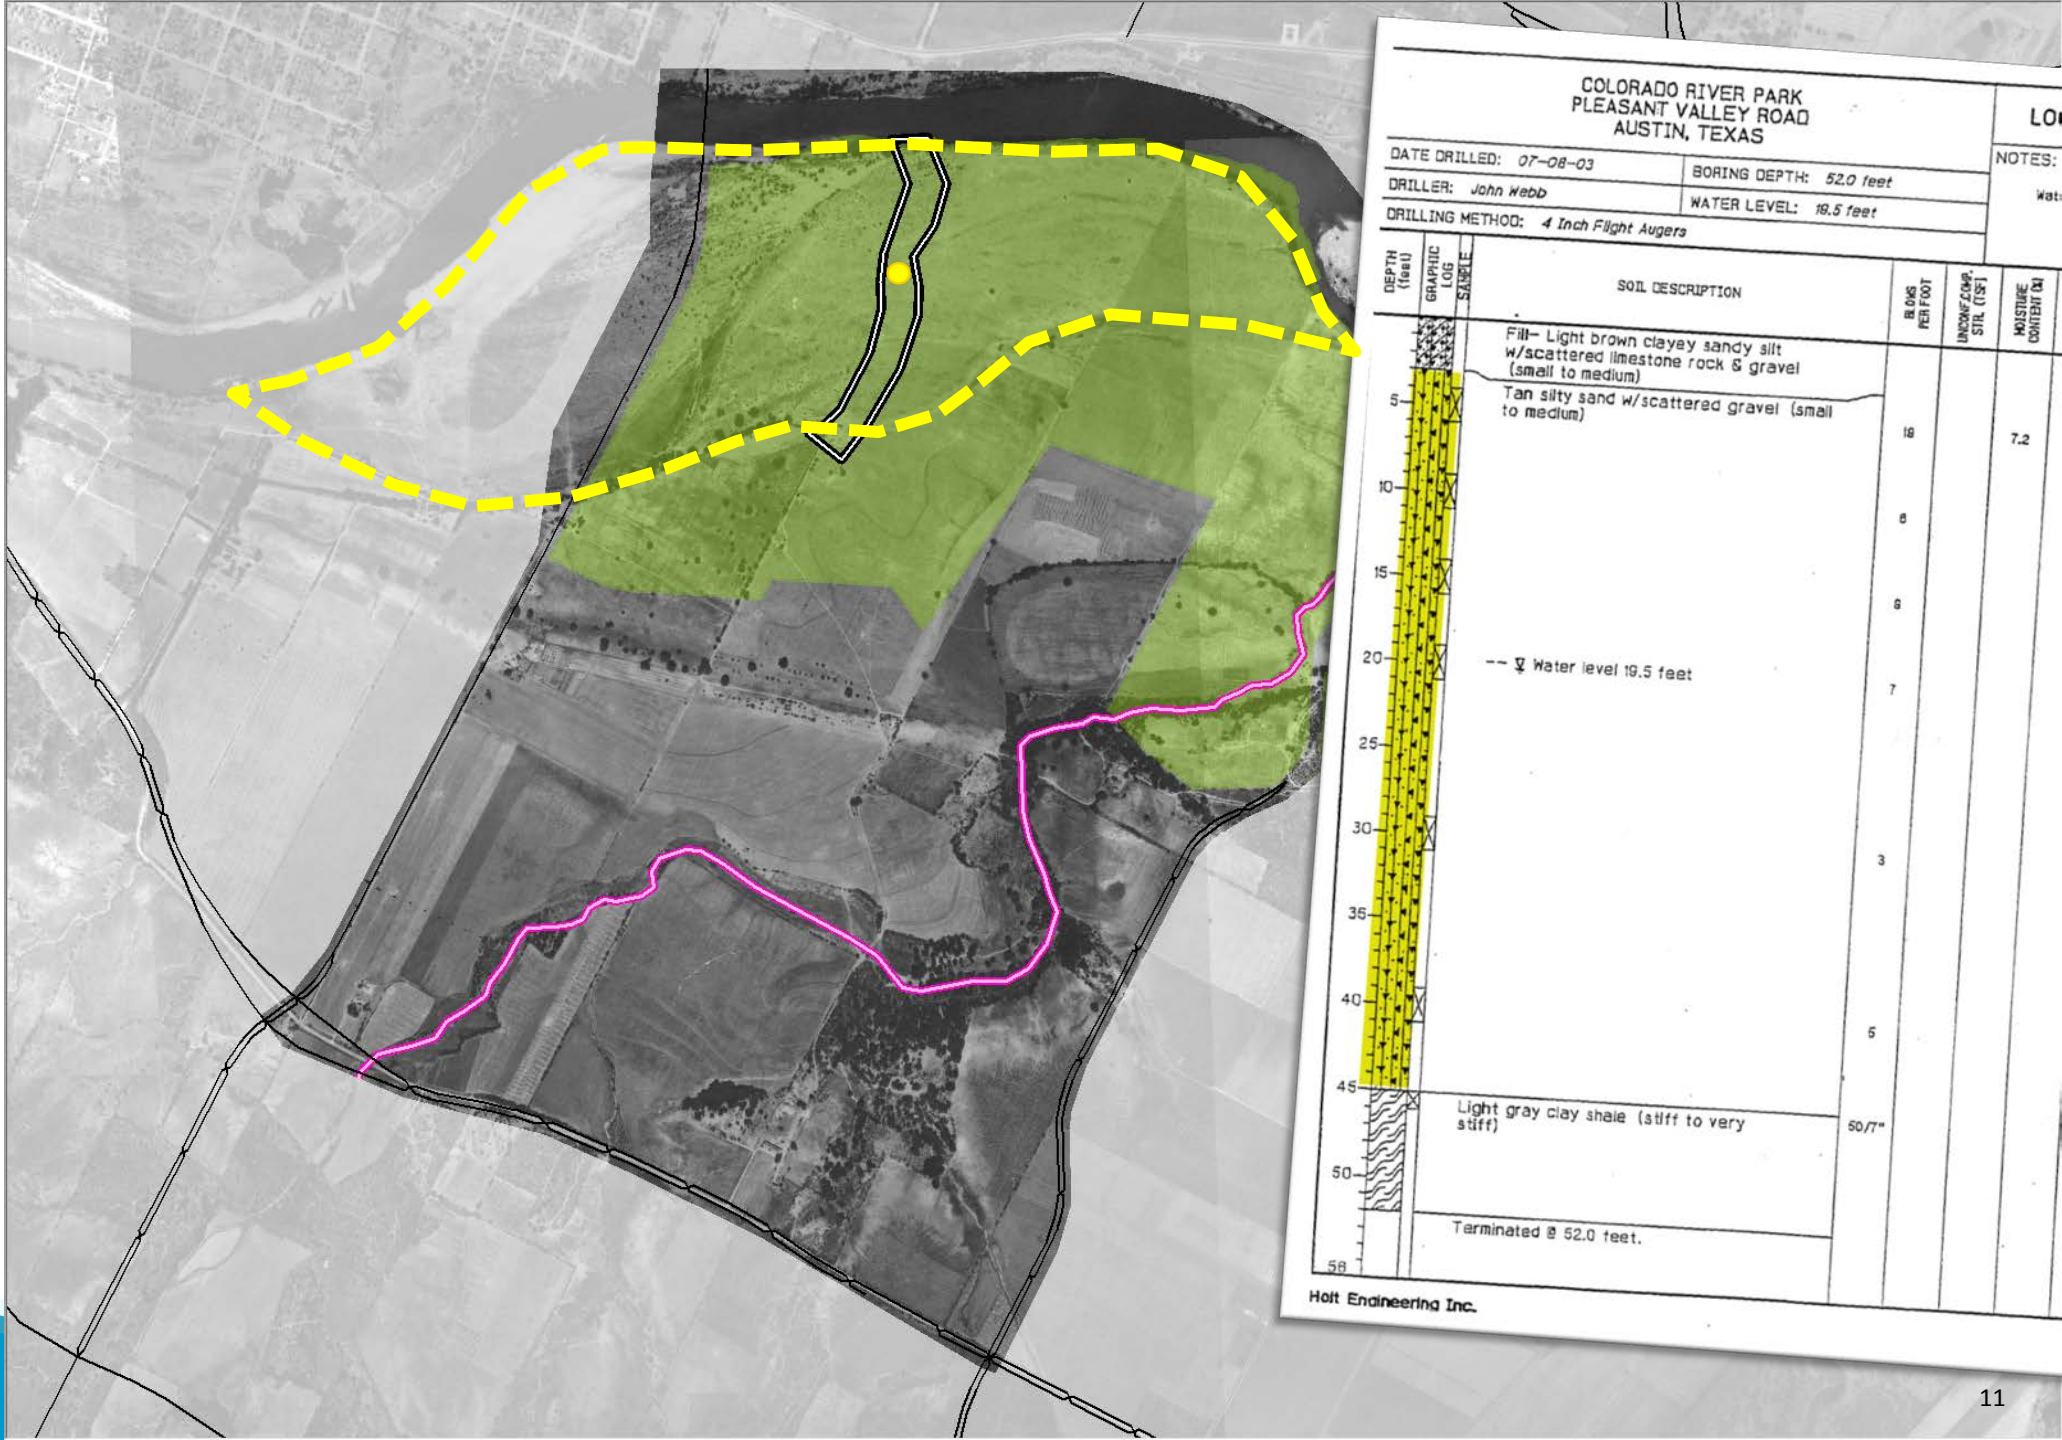 COLORADO RIVER PARK
PLEASANT VALLEY ROAD
AUSTIN, TEXAS
DATE DRILLED: 07-08-03
BORING DEPTH: 52.0 feet
DRILLER: John Webb
WATER LEVEL: 19.5 feet
DRILLING METHOD: 4 Inch Flight Augers
NOTES:
DEPTH
(feet)
GRAPHIC
LOG
SAMPLE
SOIL DESCRIPTION
BLOWS
PER FOOT
UNCONF.COMP.
STR. (TSF)
MOISTURE
CONTENT (%)
Fill- Light brown clayey sandy silt
w/scattered limestone rock & gravel
(small to medium)
Tan silty sand w/scattered gravel (small
to medium)
5
7.2
10
15
20
-- Water level 19.5 feet
7
25
30
3
35
40
5
45
Light gray clay shale (stiff to very
stiff)
50/7"
50
Terminated @ 52.0 feet.
56
Holt Engineering Inc.
11